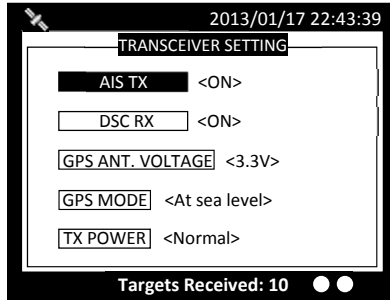 2013/01/17 22:43:39
TRANSCEIVER SETTING
AIS TX <ON>
DSC RX <ON>
GPS ANT. VOLTAGE <3.3V>
GPS MODE <At sea level>
TX POWER <Normal>
Targets Received: 10